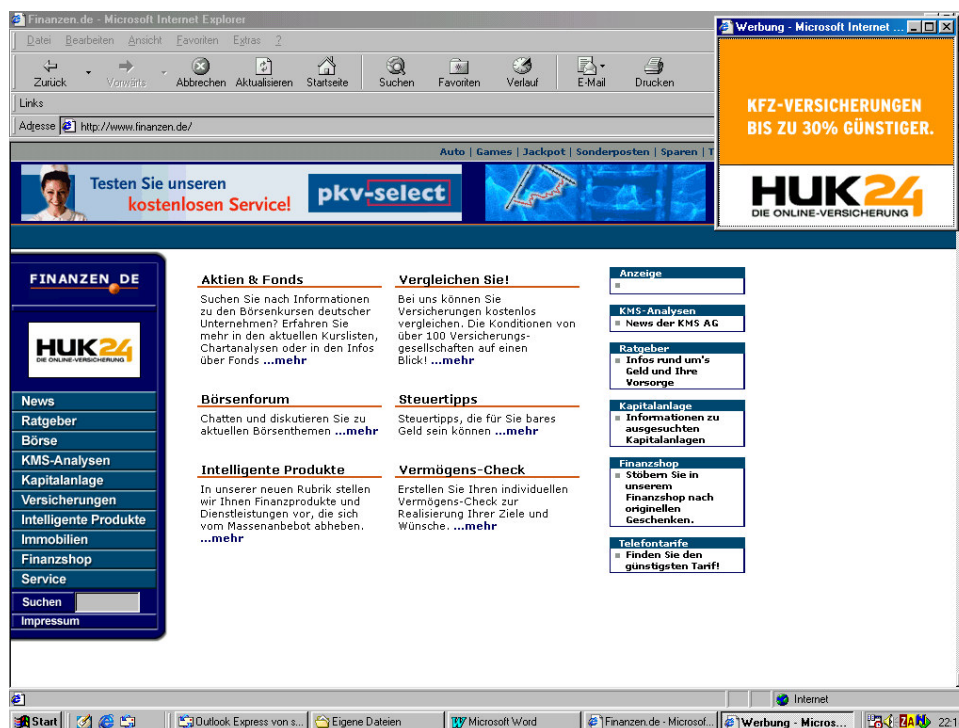 Finanzen.de - Microsoft Internet Explorer
Datei Bearbeiten Ansicht Favoriten Extras ?
Zurück Vorwärts Abbrechen Aktualisieren Startseite Suchen Favoriten Verlauf E-Mail Drucken
Links
Adresse http://www.finanzen.de/
Auto | Games | Jackpot | Sonderposten | Sparen | T
Testen Sie unseren
kostenlosen Service!
pkv-select
Werbung - Microsoft Internet ...
KFZ-VERSICHERUNGEN
BIS ZU 30% GÜNSTIGER.
HUK24
DIE ONLINE-VERSICHERUNG
FINANZEN.DE
HUK24
DIE ONLINE-VERSICHERUNG
News
Ratgeber
Börse
KMS-Analysen
Kapitalanlage
Versicherungen
Intelligente Produkte
Immobilien
Finanzshop
Service
Suchen
Impressum
Aktien & Fonds
Suchen Sie nach Informationen
zu den Börsenkursen deutscher
Unternehmen? Erfahren Sie
mehr in den aktuellen Kurslisten,
Chartanalysen oder in den Infos
über Fonds ...mehr
Vergleichen Sie!
Bei uns können Sie
Versicherungen kostenlos
vergleichen. Die Konditionen von
über 100 Versicherungs-
gesellschaften auf einen
Blick! ...mehr
Börsenforum
Chatten und diskutieren Sie zu
aktuellen Börsenthemen ...mehr
Steuertipps
Steuertipps, die für Sie bares
Geld sein können ...mehr
Intelligente Produkte
In unserer neuen Rubrik stellen
wir Ihnen Finanzprodukte und
Dienstleistungen vor, die sich
vom Massenanbebot abheben.
...mehr
Vermögens-Check
Erstellen Sie Ihren individuellen
Vermögens-Check zur
Realisierung Ihrer Ziele und
Wünsche. ...mehr
Anzeige
KMS-Analysen
News der KMS AG
Ratgeber
Infos rund um's
Geld und Ihre
Vorsorge
Kapitalanlage
Informationen zu
ausgesuchten
Kapitalanlagen
Finanzshop
Stöbern Sie in
unserem
Finanzshop nach
originellen
Geschenken.
Telefontarife
Finden Sie den
günstigsten Tarif!
Internet
Start Outlook Express von s... Eigene Dateien Microsoft Word Finanzen.de - Microsof... Werbung - Micros... 22:1